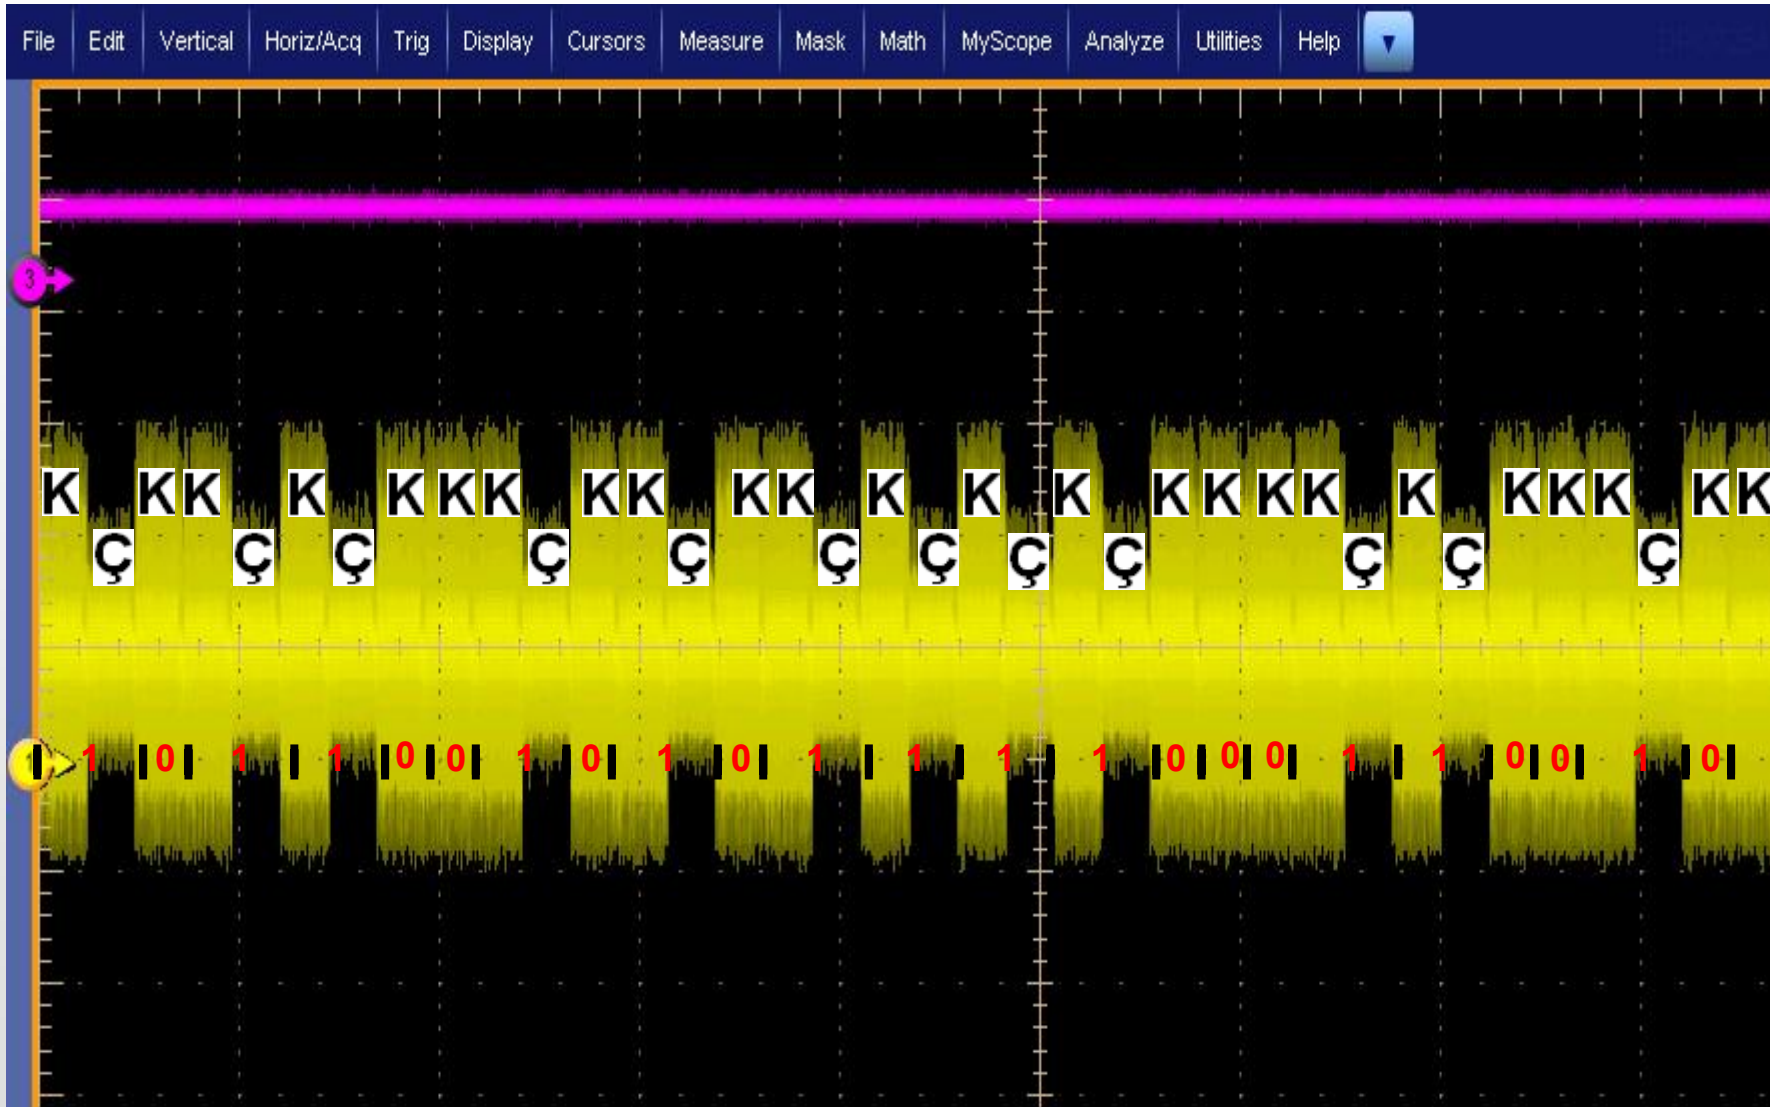 File Edit Vertical Horiz/Acq Trig Display Cursors Measure Mask Math MyScope Analyze Utilities Help
3
K K K K K K K K K K K K K K K K K K K K K K K K
Ç Ç Ç Ç Ç Ç Ç Ç Ç Ç Ç Ç Ç
1 | 1 | 0 | 1 | 1 | 0 | 0 | 1 | 0 | 1 | 0 | 1 | 1 | 1 | 1 | 0 | 0 | 0 | 1 | 1 | 0 | 0 | 1 | 0 |